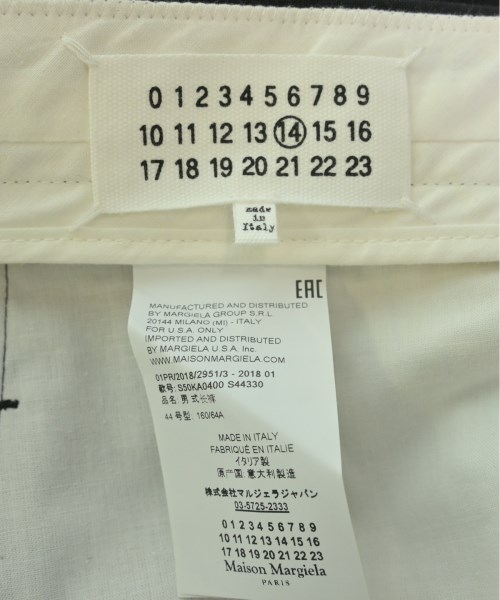 0 1 2 3 4 5 6 7 8 9
10 11 12 13 14 15 16
17 18 19 20 21 22 23
made
in
Italy
EAC
MANUFACTURED AND DISTRIBUTED
BY MARGIELA GROUP S.R.L.
20144 MILANO (MI) - ITALY
FOR U.S.A. ONLY
IMPORTED AND DISTRIBUTED
BY MARGIELA U.S.A. Inc.
WWW.MAISONMARGIELA.COM
01PR/2018/2951/3 - 2018 01
款号: S50KA0400 S44330
品名: 男式长裤
44 号型 160/64A
MADE IN ITALY
FABRIQUÉ EN ITALIE
イタリア製
原产国: 意大利製造
株式会社マルジェラジャパン
03-5725-2333
0 1 2 3 4 5 6 7 8 9
10 11 12 13 14 15 16
17 18 19 20 21 22 23
Maison Margiela
PARIS